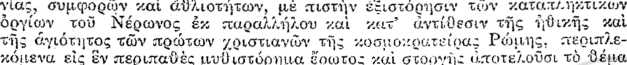 νίας, συμφορῶν καὶ ἀθλιοτήτων, μὲ πιστὴν ἐξιστόρησιν τῶν καταπληκτικῶν
ὀργίων τοῦ Νέρωνος ἐκ παραλλήλου καὶ κατ' ἀντίθεσιν τῆς ἠθικῆς καὶ
τῆς ἁγιότητος τῶν πρώτων χριστιανῶν τῆς κοσμοκρατείρας Ρώμης, περιπλε-
κόμενα εἰς ἓν περιπαθὲς μυθιστόρημα ἔρωτος καὶ στοργῆς ἀποτελοῦσι τὸ θέμα